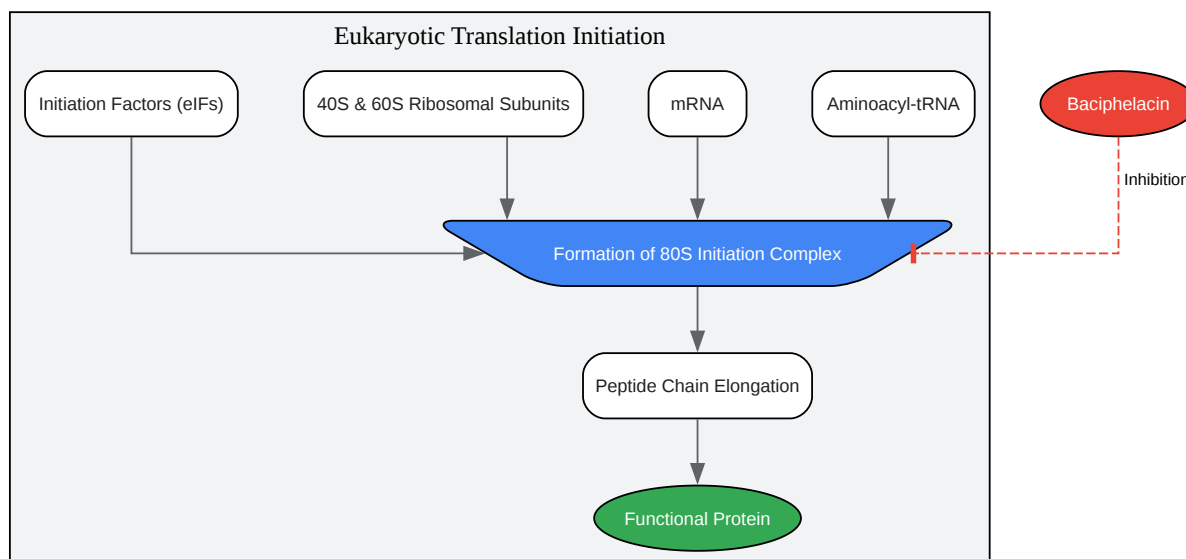 Eukaryotic Translation Initiation
Initiation Factors (eIFs)
40S & 60S Ribosomal Subunits
mRNA
Aminoacyl-tRNA
Baciphelacin
Inhibition
Formation of 80S Initiation Complex
Peptide Chain Elongation
Functional Protein